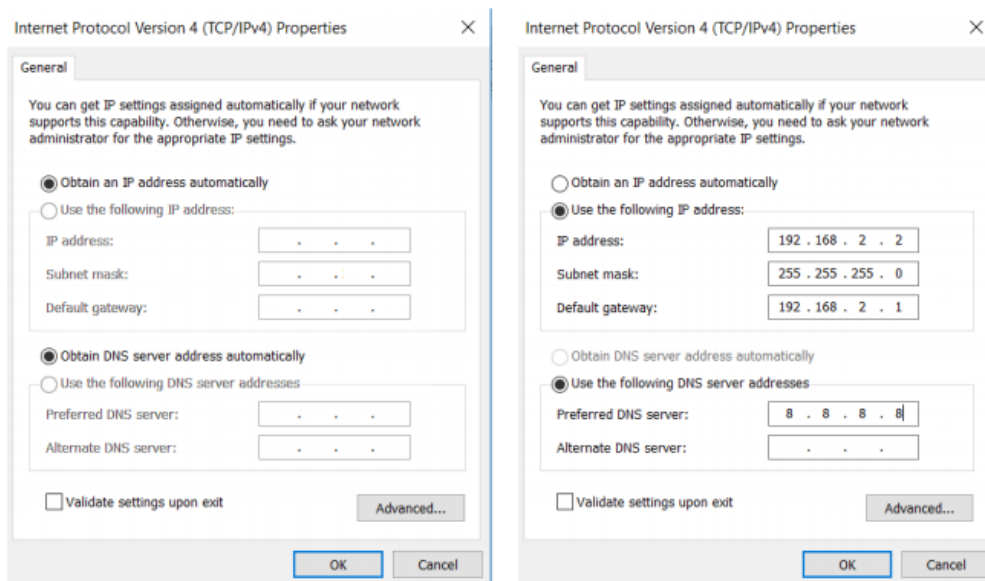 Internet Protocol Version 4 (TCP/IPv4) Properties
General
You can get IP settings assigned automatically if your network
supports this capability. Otherwise, you need to ask your network
administrator for the appropriate IP settings.
Obtain an IP address automatically
Use the following IP address:
IP address: . . .
Subnet mask: . . .
Default gateway: . . .
Obtain DNS server address automatically
Use the following DNS server addresses
Preferred DNS server: . . .
Alternate DNS server: . . .
Validate settings upon exit
Advanced...
OK Cancel
Internet Protocol Version 4 (TCP/IPv4) Properties
General
You can get IP settings assigned automatically if your network
supports this capability. Otherwise, you need to ask your network
administrator for the appropriate IP settings.
Obtain an IP address automatically
Use the following IP address:
IP address: 192 . 168 . 2 . 2
Subnet mask: 255 . 255 . 255 . 0
Default gateway: 192 . 168 . 2 . 1
Obtain DNS server address automatically
Use the following DNS server addresses
Preferred DNS server: 8 . 8 . 8 . 8
Alternate DNS server: . . .
Validate settings upon exit
Advanced...
OK Cancel